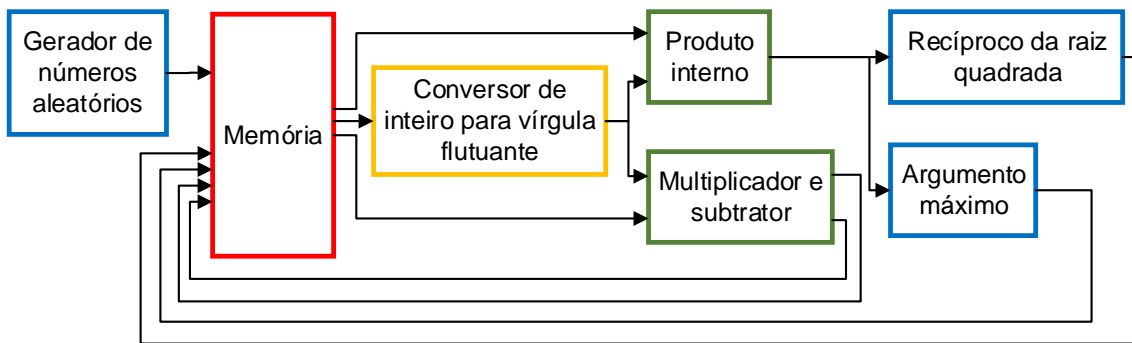 Gerador de
números
aleatórios
Memória
Conversor de
inteiro para vírgula
flutuante
Produto
interno
Multiplicador e
subtrator
Recíproco da raiz
quadrada
Argumento
máximo